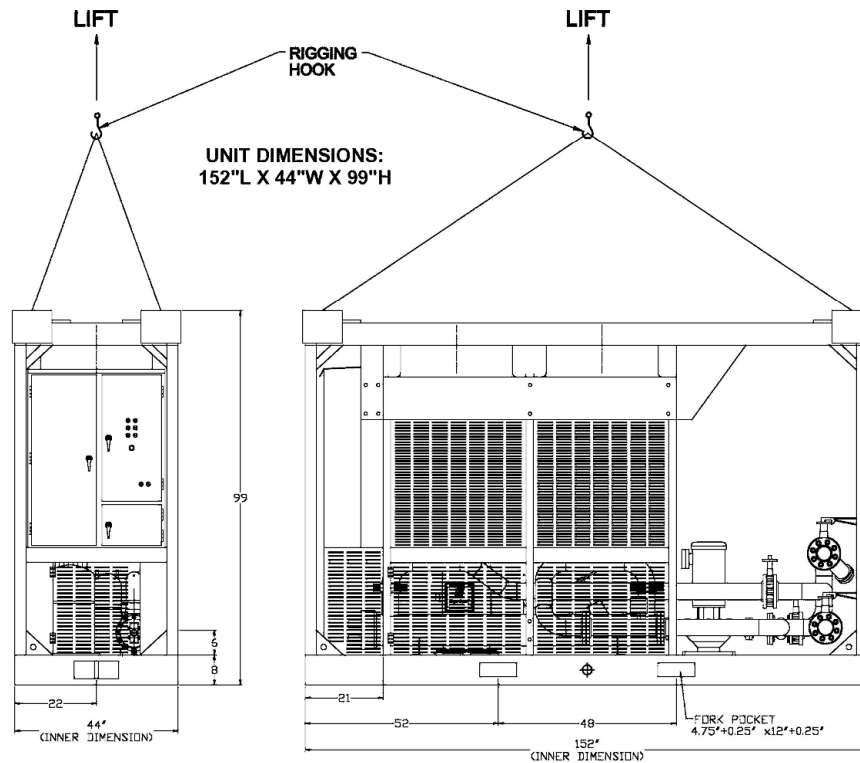 LIFT
LIFT
RIGGING
HOOK
UNIT DIMENSIONS:
152"L X 44"W X 99"H
99
6
8
22
44"
(INNER DIMENSION)
21
52
48
FORK POCKET
4.75"+0.25" x12"+0.25"
152"
(INNER DIMENSION)